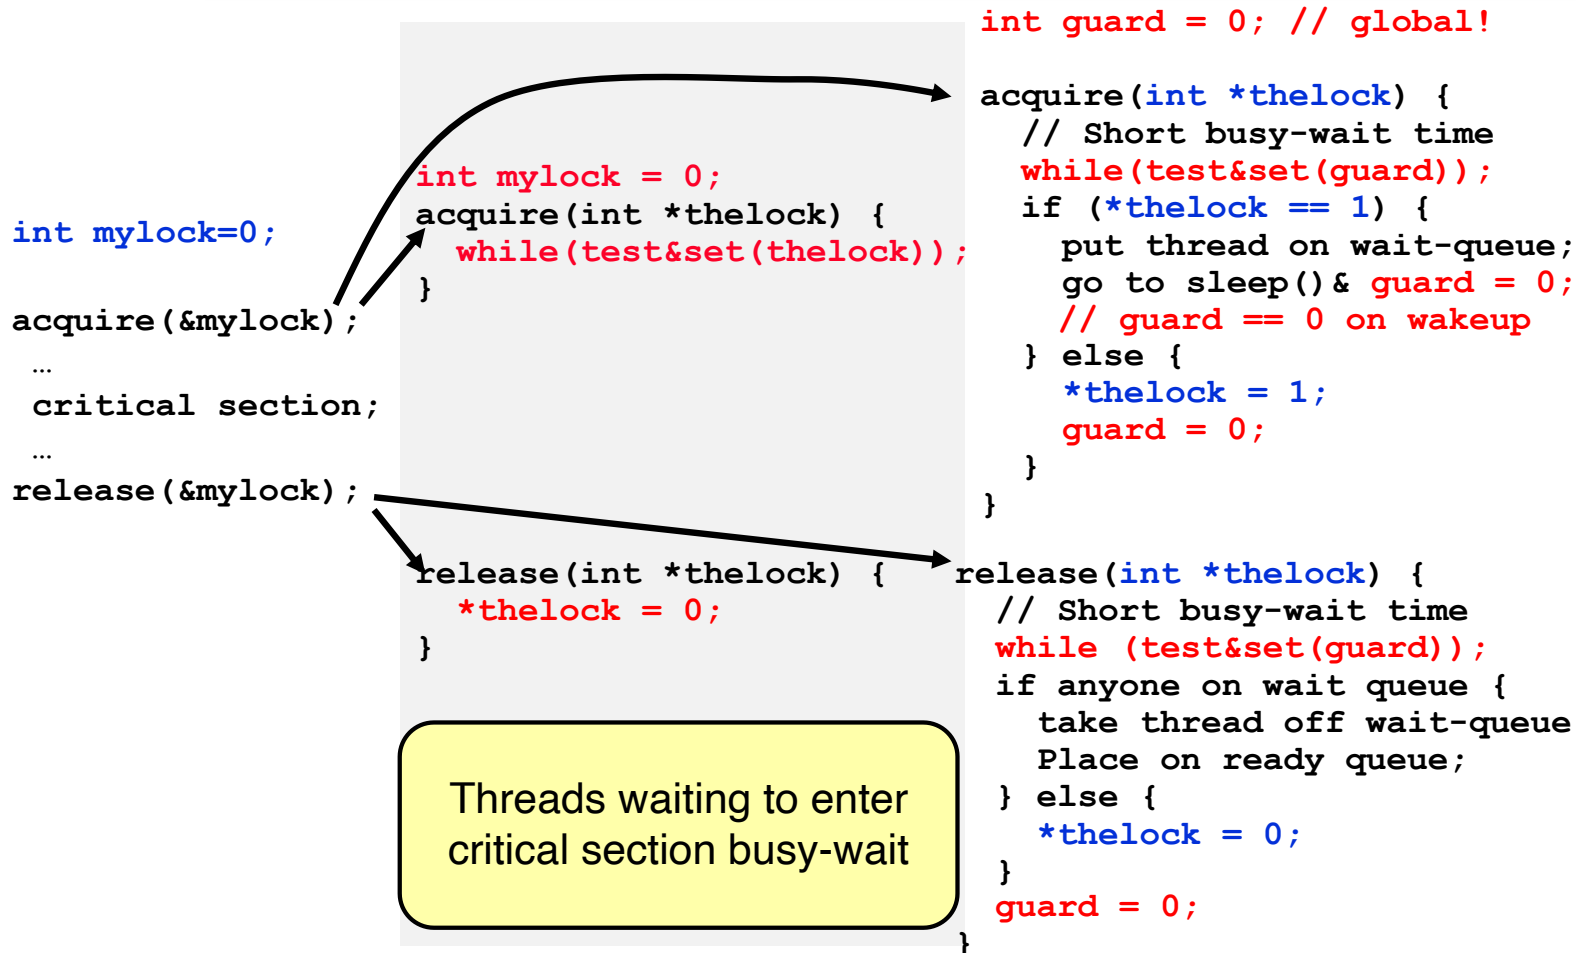 int mylock=0;
acquire(&mylock);
…
critical section;
…
release(&mylock);
int mylock = 0;
acquire(int *thelock) {
while(test&set(thelock));
}
release(int *thelock) {
*thelock = 0;
}
Threads waiting to enter
critical section busy-wait
int guard = 0; // global!
acquire(int *thelock) {
// Short busy-wait time
while(test&set(guard));
if (*thelock == 1) {
put thread on wait-queue;
go to sleep()& guard = 0;
// guard == 0 on wakeup
} else {
*thelock = 1;
guard = 0;
}
}
release(int *thelock) {
// Short busy-wait time
while (test&set(guard));
if anyone on wait queue {
take thread off wait-queue
Place on ready queue;
} else {
*thelock = 0;
}
guard = 0;
}